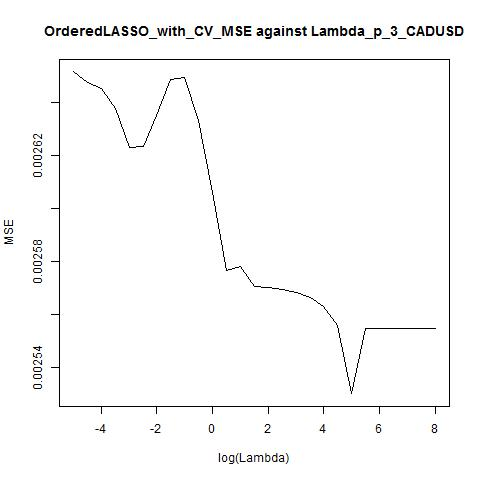 OrderedLASSO_with_CV_MSE against Lambda_p_3_CADUSD
MSE
0.00262
0.00258
0.00254
-4 -2 0 2 4 6 8
log(Lambda)